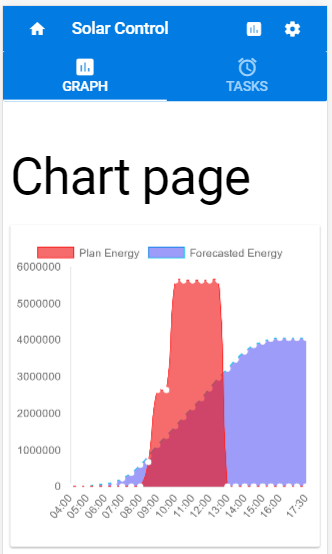 Solar Control
GRAPH TASKS
Chart page
Plan Energy Forecasted Energy
6000000
5000000
4000000
3000000
2000000
1000000
0
04:00 05:00 06:00 07:00 08:00 09:00 10:00 11:00 12:00 13:00 14:00 15:00 16:00 17:30